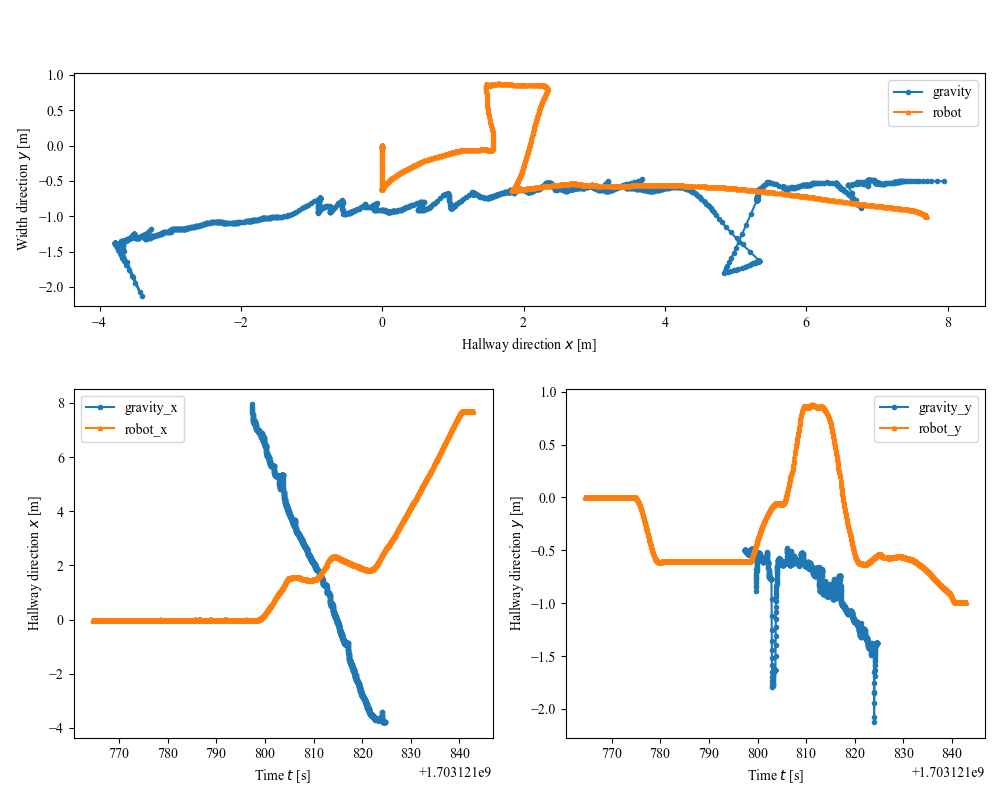 1.0
0.5
0.0
−0.5
−1.0
−1.5
−2.0
Width direction y [m]
gravity
robot
−4 −2 0 2 4 6 8
Hallway direction x [m]
8
6
4
2
0
−2
−4
Hallway direction x [m]
gravity_x
robot_x
770 780 790 800 810 820 830 840
+1.703121e9
Time t [s]
1.0
0.5
0.0
−0.5
−1.0
−1.5
−2.0
Hallway direction y [m]
gravity_y
robot_y
770 780 790 800 810 820 830 840
+1.703121e9
Time t [s]